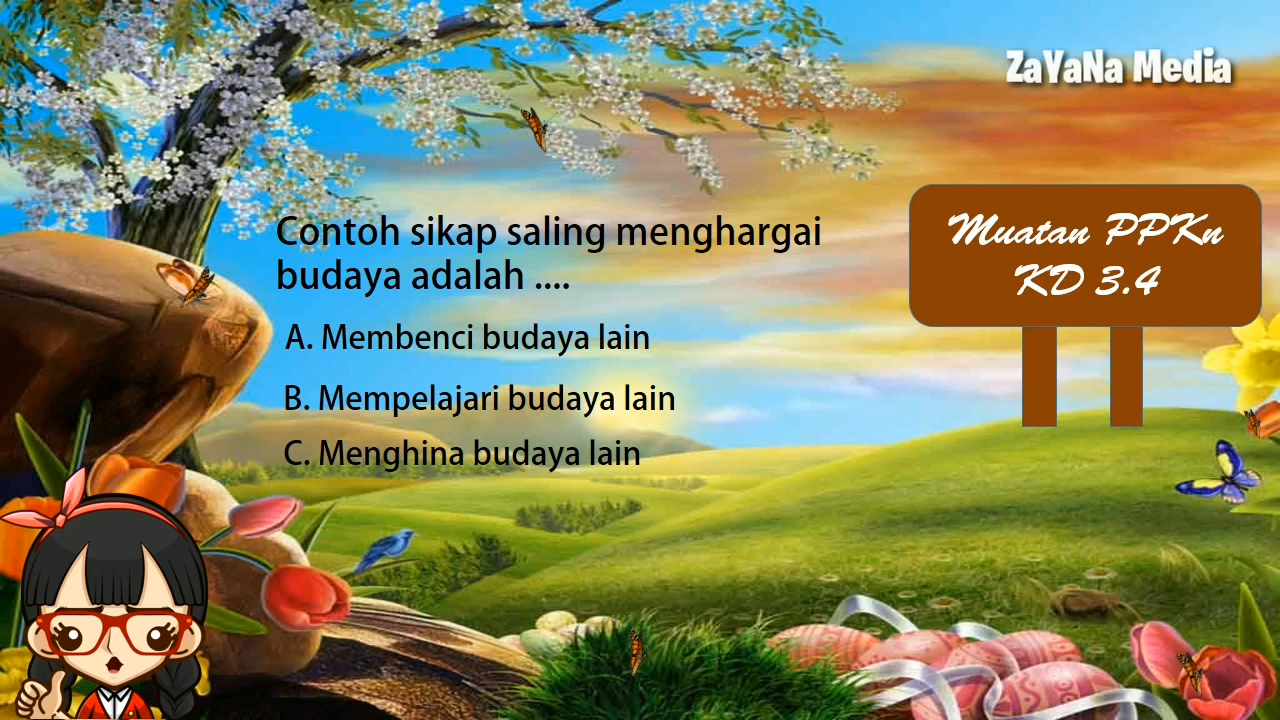 ZaYaNa Media
Muatan PPKn
KD 3.4
Contoh sikap saling menghargai
budaya adalah ....
A. Membenci budaya lain
B. Mempelajari budaya lain
C. Menghina budaya lain